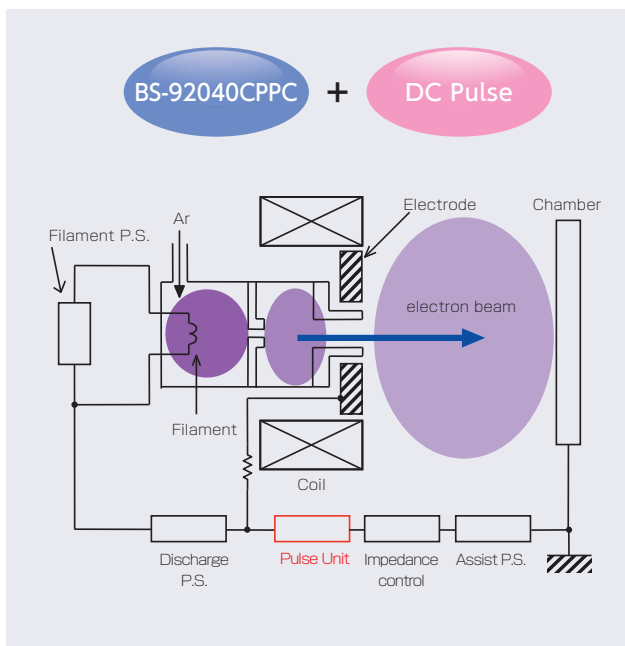 BS-92040CPPC + DC Pulse
Electrode
Chamber
Ar
Filament P.S.
electron beam
Filament
Coil
Discharge
P.S.
Pulse Unit
Impedance
control
Assist P.S.